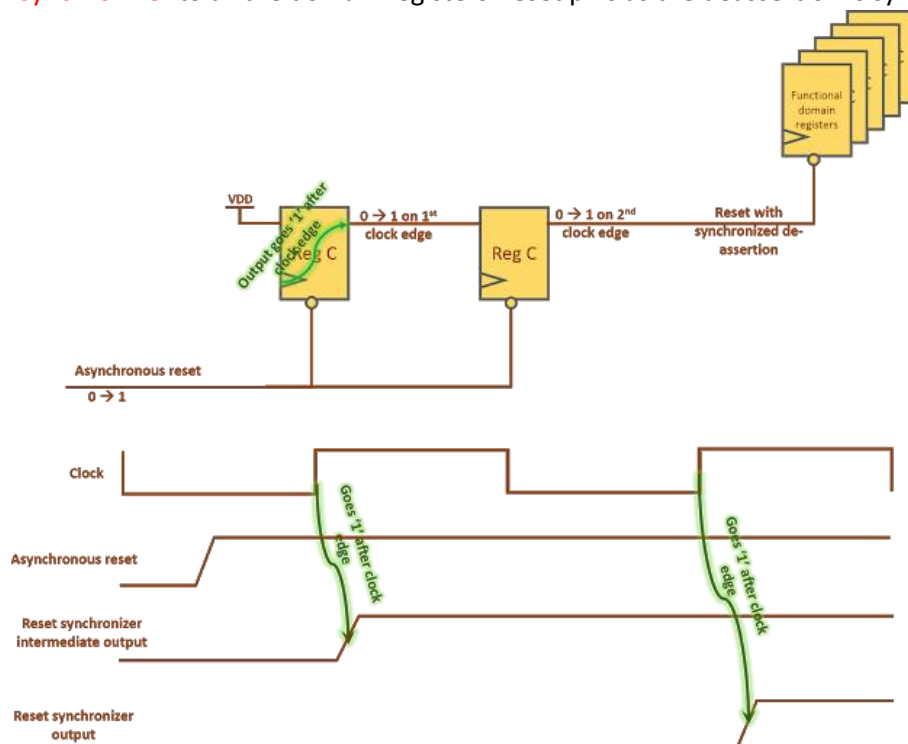 Functional
domain
registers
VDD
Output goes '1' after
clock edge
Reg C
0 → 1 on 1st
clock edge
Reg C
0 → 1 on 2nd
clock edge
Reset with
synchronized de-
assertion
Asynchronous reset
0 → 1
Clock
Goes '1' after clock
edge
Goes '1' after clock
edge
Asynchronous reset
Reset synchronizer
intermediate output
Reset synchronizer
output